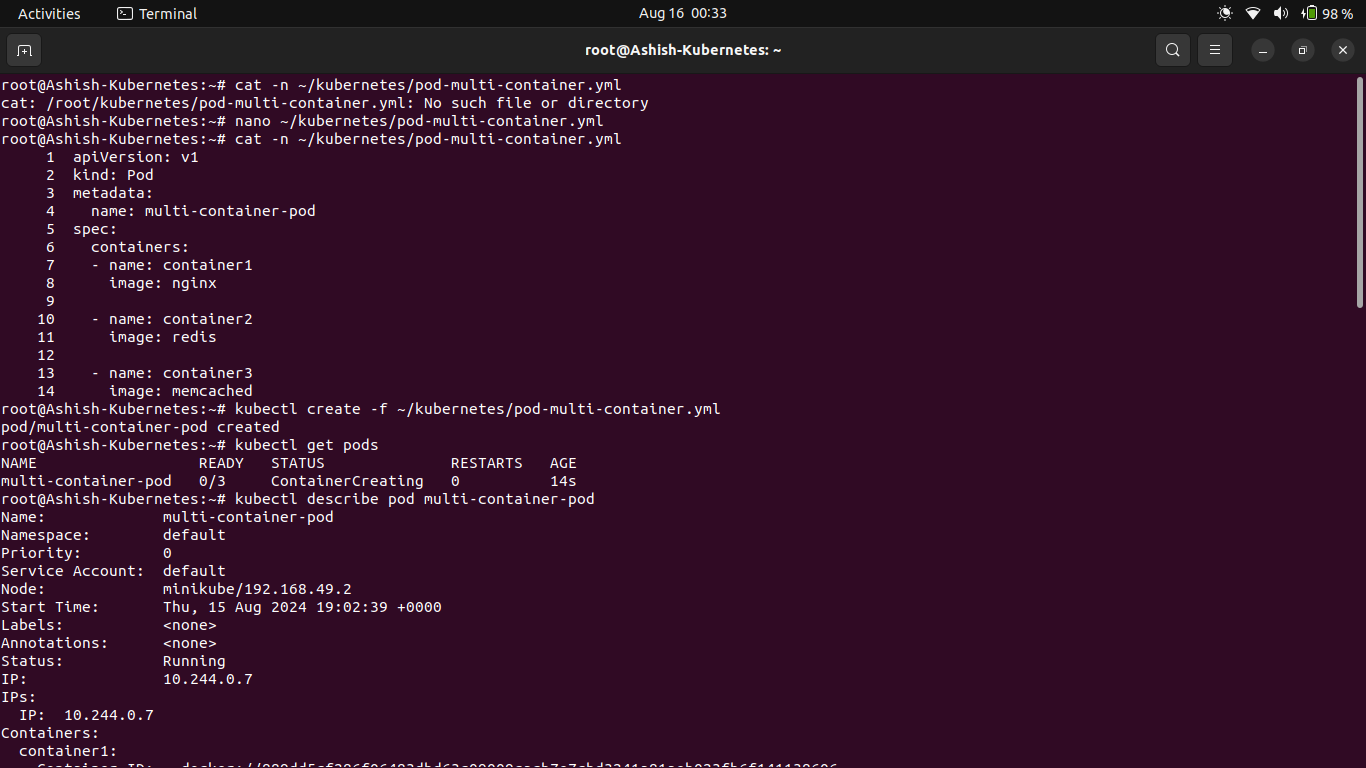 Activities Terminal Aug 16 00:33 98 %
root@Ashish-Kubernetes: ~
root@Ashish-Kubernetes:~# cat -n ~/kubernetes/pod-multi-container.yml
cat: /root/kubernetes/pod-multi-container.yml: No such file or directory
root@Ashish-Kubernetes:~# nano ~/kubernetes/pod-multi-container.yml
root@Ashish-Kubernetes:~# cat -n ~/kubernetes/pod-multi-container.yml
     1  apiVersion: v1
     2  kind: Pod
     3  metadata:
     4    name: multi-container-pod
     5  spec:
     6    containers:
     7    - name: container1
     8      image: nginx
     9
    10    - name: container2
    11      image: redis
    12
    13    - name: container3
    14      image: memcached
root@Ashish-Kubernetes:~# kubectl create -f ~/kubernetes/pod-multi-container.yml
pod/multi-container-pod created
root@Ashish-Kubernetes:~# kubectl get pods
NAME                  READY   STATUS              RESTARTS   AGE
multi-container-pod   0/3     ContainerCreating   0          14s
root@Ashish-Kubernetes:~# kubectl describe pod multi-container-pod
Name:             multi-container-pod
Namespace:        default
Priority:         0
Service Account:  default
Node:             minikube/192.168.49.2
Start Time:       Thu, 15 Aug 2024 19:02:39 +0000
Labels:           <none>
Annotations:      <none>
Status:           Running
IP:               10.244.0.7
IPs:
  IP:  10.244.0.7
Containers:
  container1:
    Container ID: